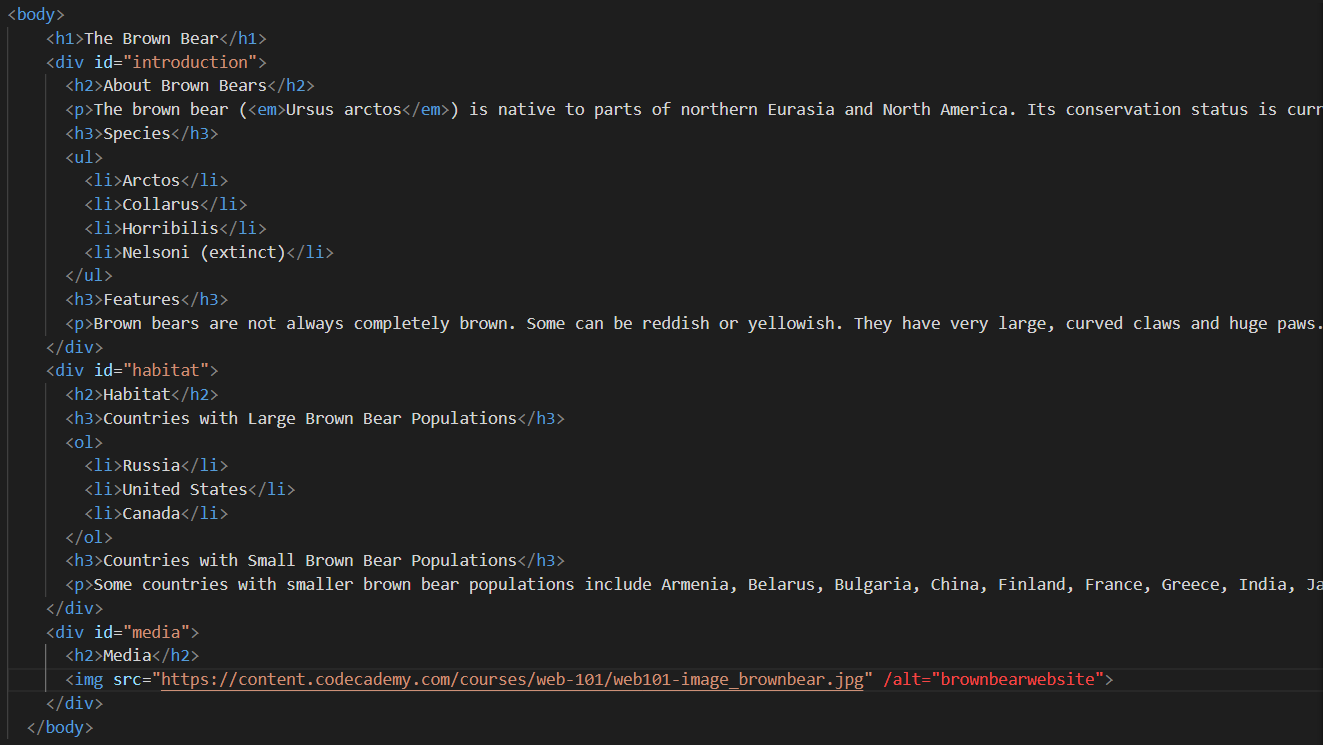 <body>
<h1>The Brown Bear</h1>
<div id="introduction">
<h2>About Brown Bears</h2>
<p>The brown bear (<em>Ursus arctos</em>) is native to parts of northern Eurasia and North America. Its conservation status is curr
<h3>Species</h3>
<ul>
<li>Arctos</li>
<li>Collarus</li>
<li>Horribilis</li>
<li>Nelsoni (extinct)</li>
</ul>
<h3>Features</h3>
<p>Brown bears are not always completely brown. Some can be reddish or yellowish. They have very large, curved claws and huge paws.
</div>
<div id="habitat">
<h2>Habitat</h2>
<h3>Countries with Large Brown Bear Populations</h3>
<ol>
<li>Russia</li>
<li>United States</li>
<li>Canada</li>
</ol>
<h3>Countries with Small Brown Bear Populations</h3>
<p>Some countries with smaller brown bear populations include Armenia, Belarus, Bulgaria, China, Finland, France, Greece, India, Ja
</div>
<div id="media">
<h2>Media</h2>
<img src="https://content.codecademy.com/courses/web-101/web101-image_brownbear.jpg" /alt="brownbearwebsite">
</div>
</body>